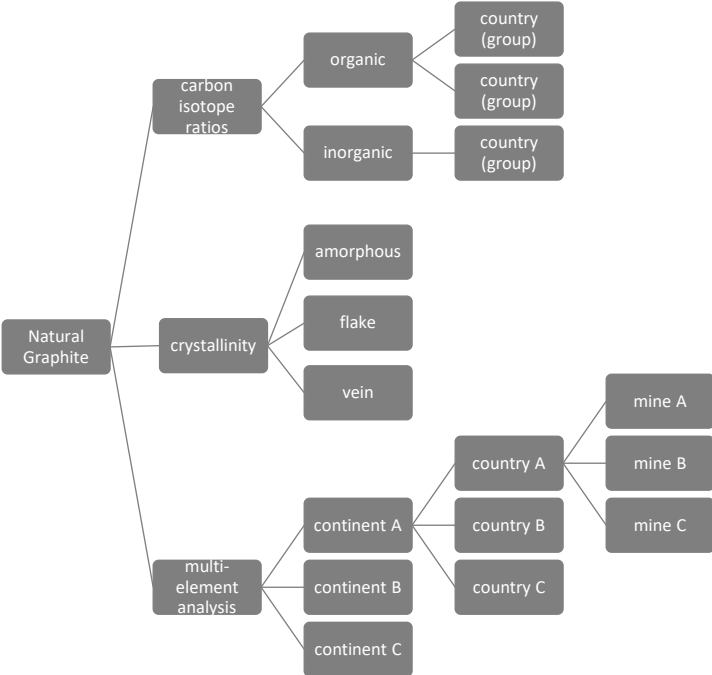 Natural
Graphite
carbon
isotope
ratios
organic
country
(group)
country
(group)
inorganic
country
(group)
crystallinity
amorphous
flake
vein
multi-
element
analysis
continent A
country A
mine A
mine B
mine C
country B
country C
continent B
continent C